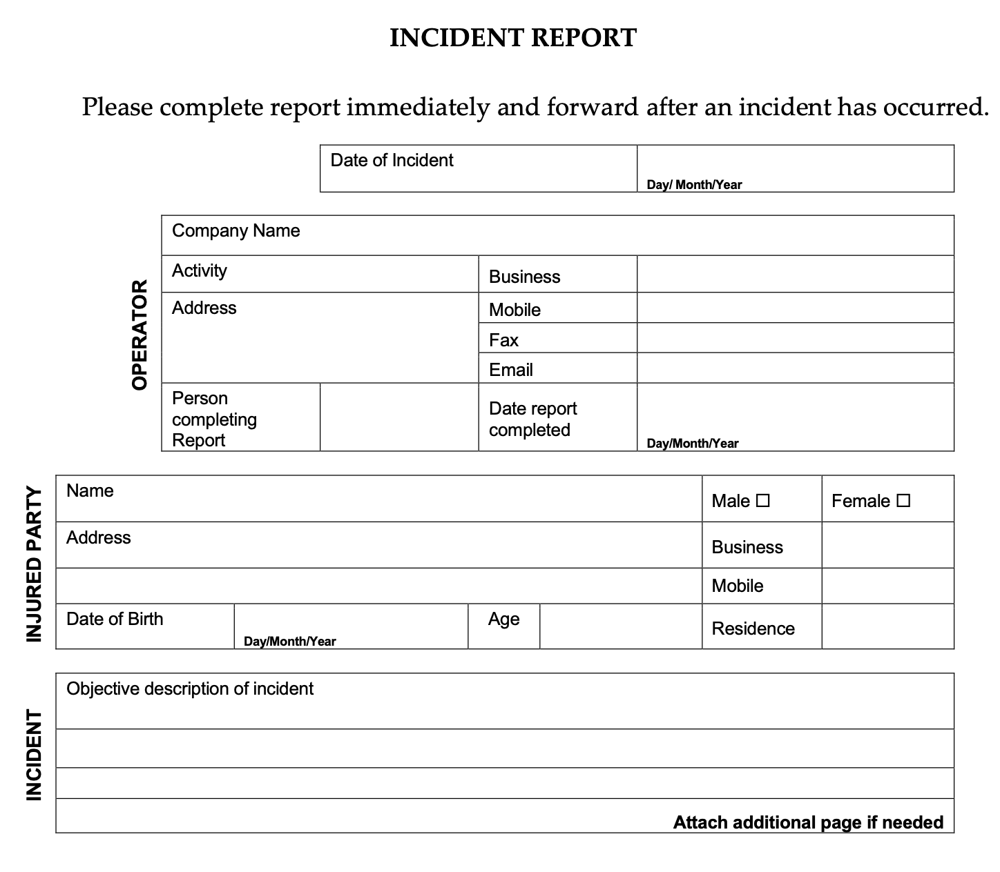 INCIDENT REPORT
Please complete report immediately and forward after an incident has occurred.
Date of Incident
Day/ Month/Year
OPERATOR
Company Name
Activity
Business
Address
Mobile
Fax
Email
Person
completing
Report
Date report
completed
Day/Month/Year
INJURED PARTY
Name
Male ☐
Female ☐
Address
Business
Mobile
Date of Birth
Day/Month/Year
Age
Residence
INCIDENT
Objective description of incident
Attach additional page if needed